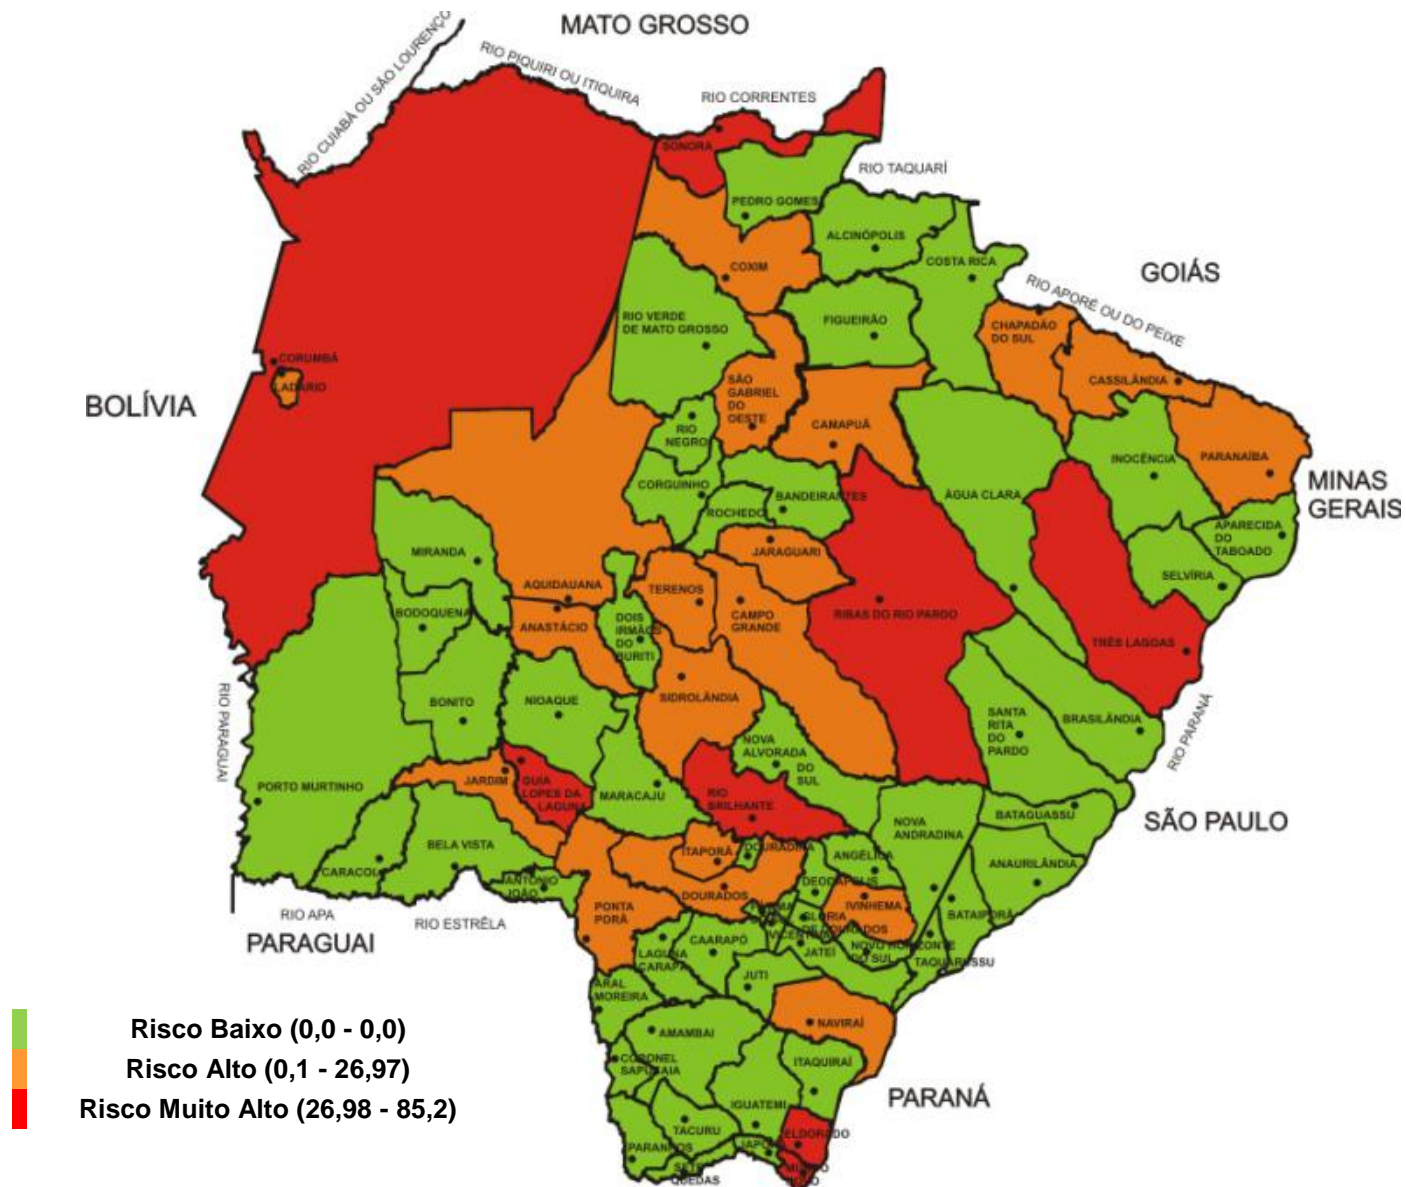 MATO GROSSO
RIO CUIABÁ OU SÃO LOURENÇO
RIO PIQUIRI OU ITIQUIRA
RIO CORRENTES
SONORA
RIO TAQUARÍ
PEDRO GOMES
ALCINÓPOLIS
COSTA RICA
COXIM
GOIÁS
RIO APORÉ OU DO PEIXE
RIO VERDE
DE MATO GROSSO
FIGUEIRÃO
CHAPADÃO
DO SUL
CORUMBÁ
LADÁRIO
CASSILÂNDIA
SÃO
GABRIEL
DO
OESTE
BOLÍVIA
RIO
NEGRO
CAMAPUÃ
INOCÊNCIA
PARANAÍBA
MINAS
GERAIS
CORGUINHO
BANDEIRANTES
ÁGUA CLARA
ROCHEDO
APARECIDA
DO
TABOADO
MIRANDA
JARAGUARI
SELVÍRIA
AQUIDAUANA
TERENOS
BODOQUENA
ANASTÁCIO
DOIS
IRMÃOS
DO
BURITI
CAMPO
GRANDE
RIBAS DO RIO PARDO
TRÊS LAGOAS
SIDROLÂNDIA
BONITO
NIOAQUE
RIO PARAGUAI
SANTA
RITA
DO
PARDO
BRASILÂNDIA
RIO PARANÁ
NOVA
ALVORADA
DO
SUL
PORTO MURTINHO
JARDIM
GUIA
LOPES DA
LAGUNA
MARACAJU
RIO
BRILHANTE
NOVA
ANDRADINA
BATAGUASSU
SÃO PAULO
BELA VISTA
CARACOL
ITAPORÃ
DOURADINA
ANGÉLICA
ANAURILÂNDIA
ANTÔNIO
JOÃO
DOURADOS
DEODÁPOLIS
IVINHEMA
RIO APA
RIO ESTRÊLA
PARAGUAI
PONTA
PORÃ
GLÓRIA
DE DOURADOS
BATAIPORÃ
VICENTINA
JATEÍ
NOVO HORIZONTE
DO SUL
TAQUARUSSU
CAARAPÓ
LAGUNA
CARAPÃ
JUTI
ARAL
MOREIRA
NAVIRAÍ
AMAMBAI
CORONEL
SAPUCAIA
ITAQUIRAÍ
PARANÁ
IGUATEMI
TACURU
ELDORADO
PARANHOS
JAPORÃ
SETE
QUEDAS
Risco Baixo (0,0 - 0,0)
Risco Alto (0,1 - 26,97)
Risco Muito Alto (26,98 - 85,2)